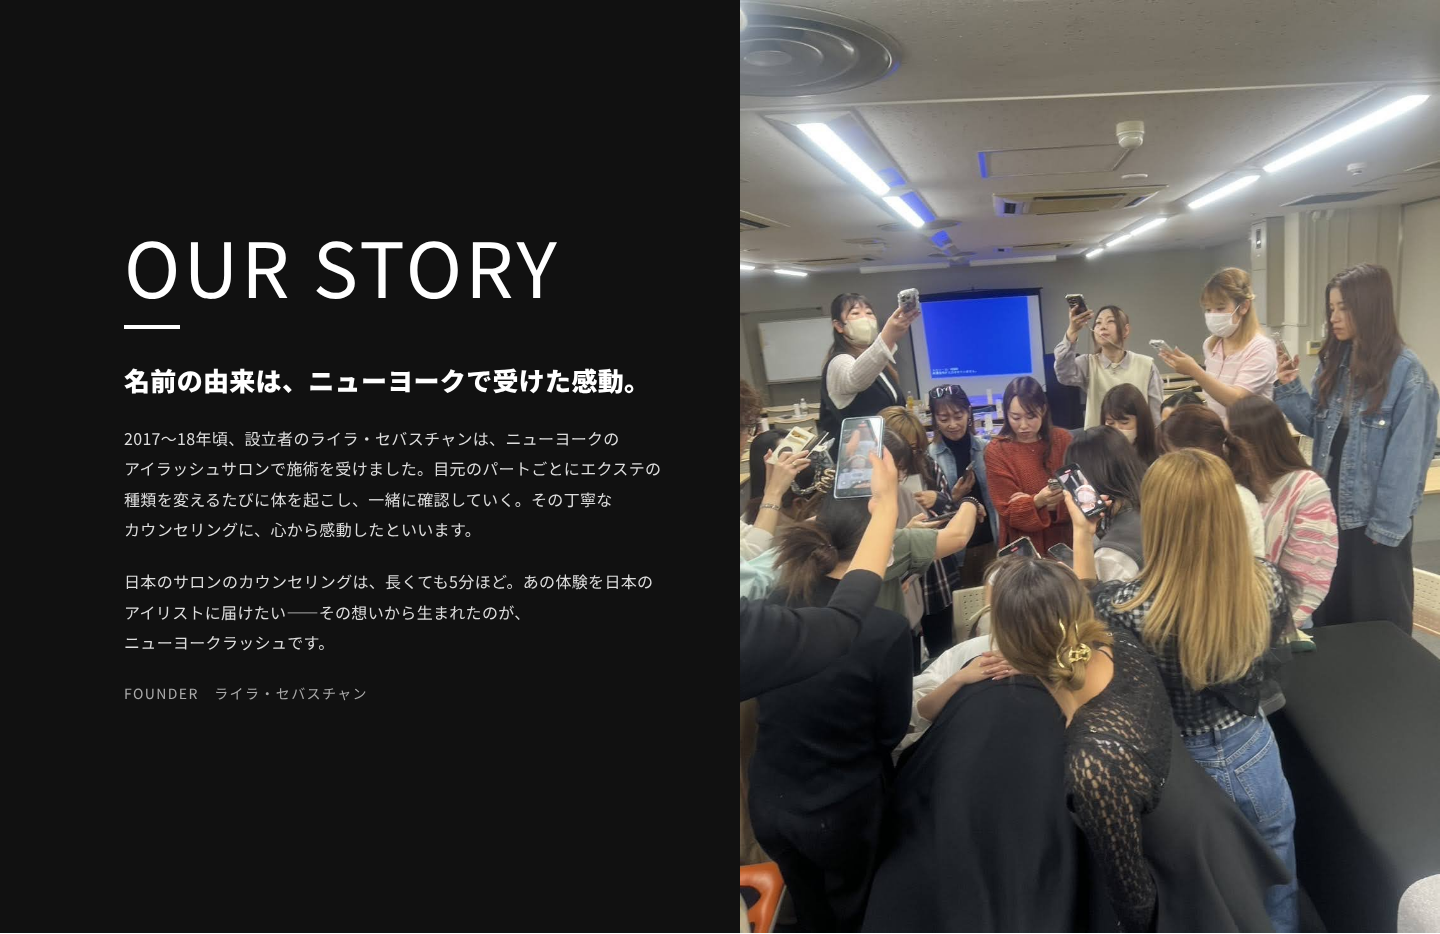 OUR STORY
名前の由来は、ニューヨークで受けた感動。
2017〜18年頃、設立者のライラ・セバスチャンは、ニューヨークの
アイラッシュサロンで施術を受けました。目元のパートごとにエクステの
種類を変えるたびに体を起こし、一緒に確認していく。その丁寧な
カウンセリングに、心から感動したといいます。
日本のサロンのカウンセリングは、長くても5分ほど。あの体験を日本の
アイリストに届けたい——その想いから生まれたのが、
ニューヨークラッシュです。
FOUNDER　ライラ・セバスチャン